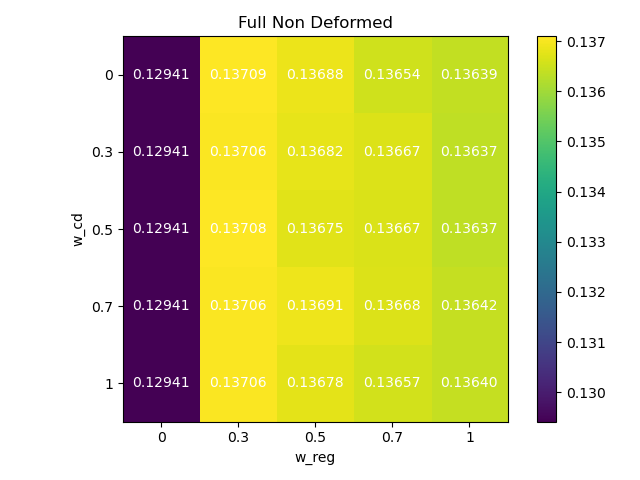 Full Non Deformed
0 0.12941 0.13709 0.13688 0.13654 0.13639
0.3 0.12941 0.13706 0.13682 0.13667 0.13637
w_cd
0.5 0.12941 0.13708 0.13675 0.13667 0.13637
0.7 0.12941 0.13706 0.13691 0.13668 0.13642
1 0.12941 0.13706 0.13678 0.13657 0.13640
0 0.3 0.5 0.7 1
w_reg
0.137
0.136
0.135
0.134
0.133
0.132
0.131
0.130